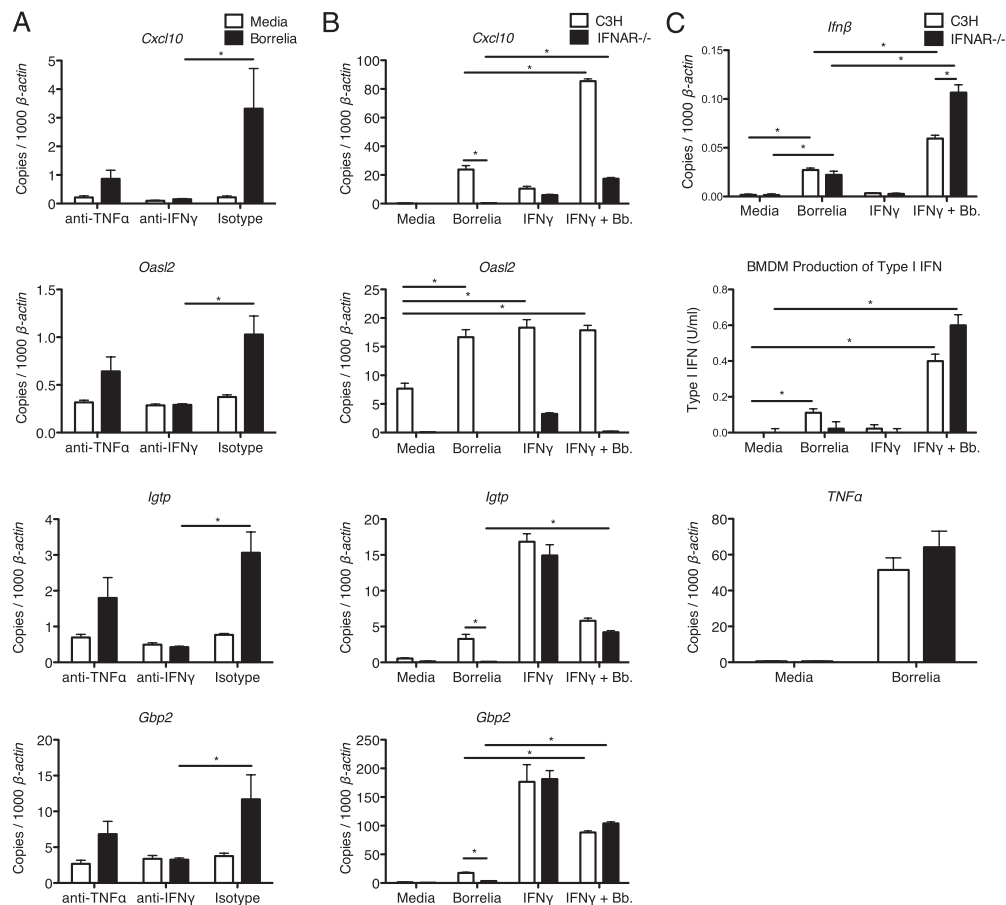 A
Media
Borrelia
Cxcl10
Copies / 1000 β-actin
5
4
3
2
1
0
*
anti-TNFα anti-IFNγ Isotype
Oasl2
Copies / 1000 β-actin
1.5
1.0
0.5
0.0
*
anti-TNFα anti-IFNγ Isotype
Igtp
Copies / 1000 β-actin
4
3
2
1
0
*
anti-TNFα anti-IFNγ Isotype
Gbp2
Copies / 1000 β-actin
20
15
10
5
0
*
anti-TNFα anti-IFNγ Isotype
B
C3H
IFNAR-/-
Cxcl10
Copies / 1000 β-actin
100
80
60
40
20
0
*
*
*
Media Borrelia IFNγ IFNγ + Bb.
Oasl2
Copies / 1000 β-actin
25
20
15
10
5
0
*
*
*
Media Borrelia IFNγ IFNγ + Bb.
Igtp
Copies / 1000 β-actin
20
15
10
5
0
*
*
Media Borrelia IFNγ IFNγ + Bb.
Gbp2
Copies / 1000 β-actin
250
200
150
100
50
0
*
*
*
Media Borrelia IFNγ IFNγ + Bb.
C
C3H
IFNAR-/-
Ifnβ
Copies / 1000 β-actin
0.15
0.10
0.05
0.00
*
*
*
*
*
Media Borrelia IFNγ IFNγ + Bb.
BMDM Production of Type I IFN
Type I IFN (U/ml)
0.8
0.6
0.4
0.2
0.0
*
*
*
Media Borrelia IFNγ IFNγ + Bb.
TNFα
Copies / 1000 β-actin
80
60
40
20
0
Media Borrelia